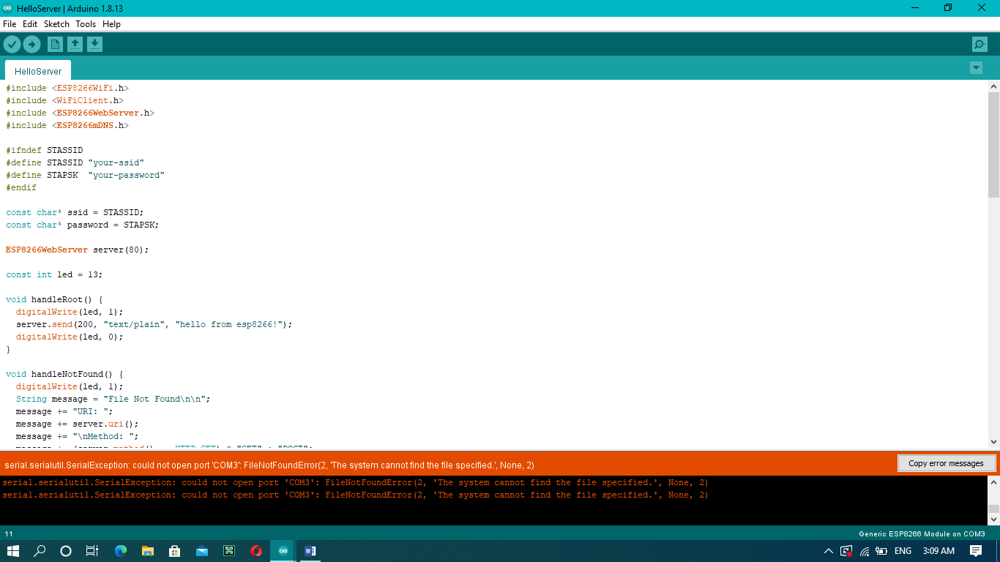 HelloServer | Arduino 1.8.13
File Edit Sketch Tools Help
HelloServer
#include <ESP8266WiFi.h>
#include <WiFiClient.h>
#include <ESP8266WebServer.h>
#include <ESP8266mDNS.h>
#ifndef STASSID
#define STASSID "your-ssid"
#define STAPSK  "your-password"
#endif
const char* ssid = STASSID;
const char* password = STAPSK;
ESP8266WebServer server(80);
const int led = 13;
void handleRoot() {
  digitalWrite(led, 1);
  server.send(200, "text/plain", "hello from esp8266!");
  digitalWrite(led, 0);
}
void handleNotFound() {
  digitalWrite(led, 1);
  String message = "File Not Found\n\n";
  message += "URI: ";
  message += server.uri();
  message += "\nMethod: ";
serial.serialutil.SerialException: could not open port 'COM3': FileNotFoundError(2, 'The system cannot find the file specified.', None, 2)
Copy error messages
serial.serialutil.SerialException: could not open port 'COM3': FileNotFoundError(2, 'The system cannot find the file specified.', None, 2)
serial.serialutil.SerialException: could not open port 'COM3': FileNotFoundError(2, 'The system cannot find the file specified.', None, 2)
11
Generic ESP8266 Module on COM3
ENG 3:09 AM